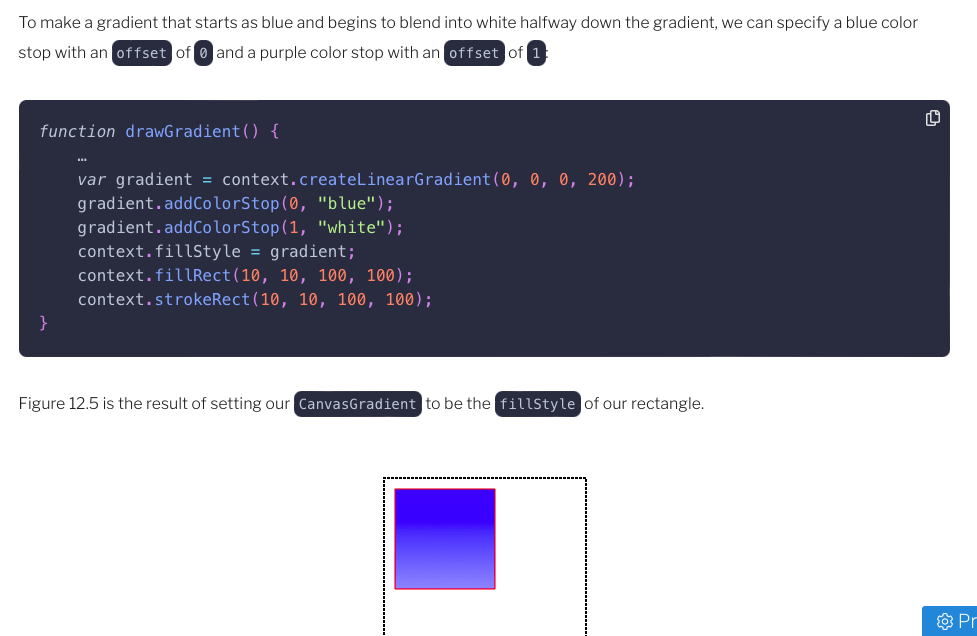 To make a gradient that starts as blue and begins to blend into white halfway down the gradient, we can specify a blue color
stop with an offset of 0 and a purple color stop with an offset of 1:
function drawGradient() {
    …
    var gradient = context.createLinearGradient(0, 0, 0, 200);
    gradient.addColorStop(0, "blue");
    gradient.addColorStop(1, "white");
    context.fillStyle = gradient;
    context.fillRect(10, 10, 100, 100);
    context.strokeRect(10, 10, 100, 100);
}
Figure 12.5 is the result of setting our CanvasGradient to be the fillStyle of our rectangle.